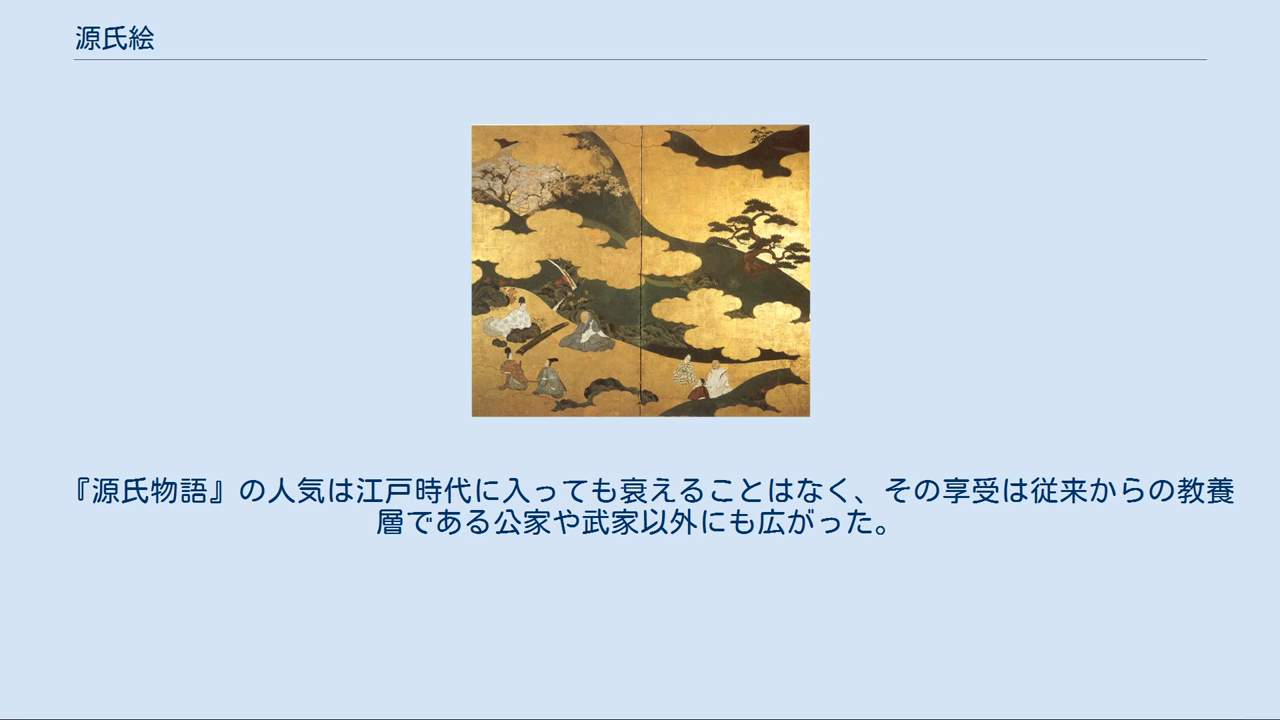 源氏絵
『源氏物語』の人気は江戸時代に入っても衰えることはなく、その享受は従来からの教養
層である公家や武家以外にも広がった。